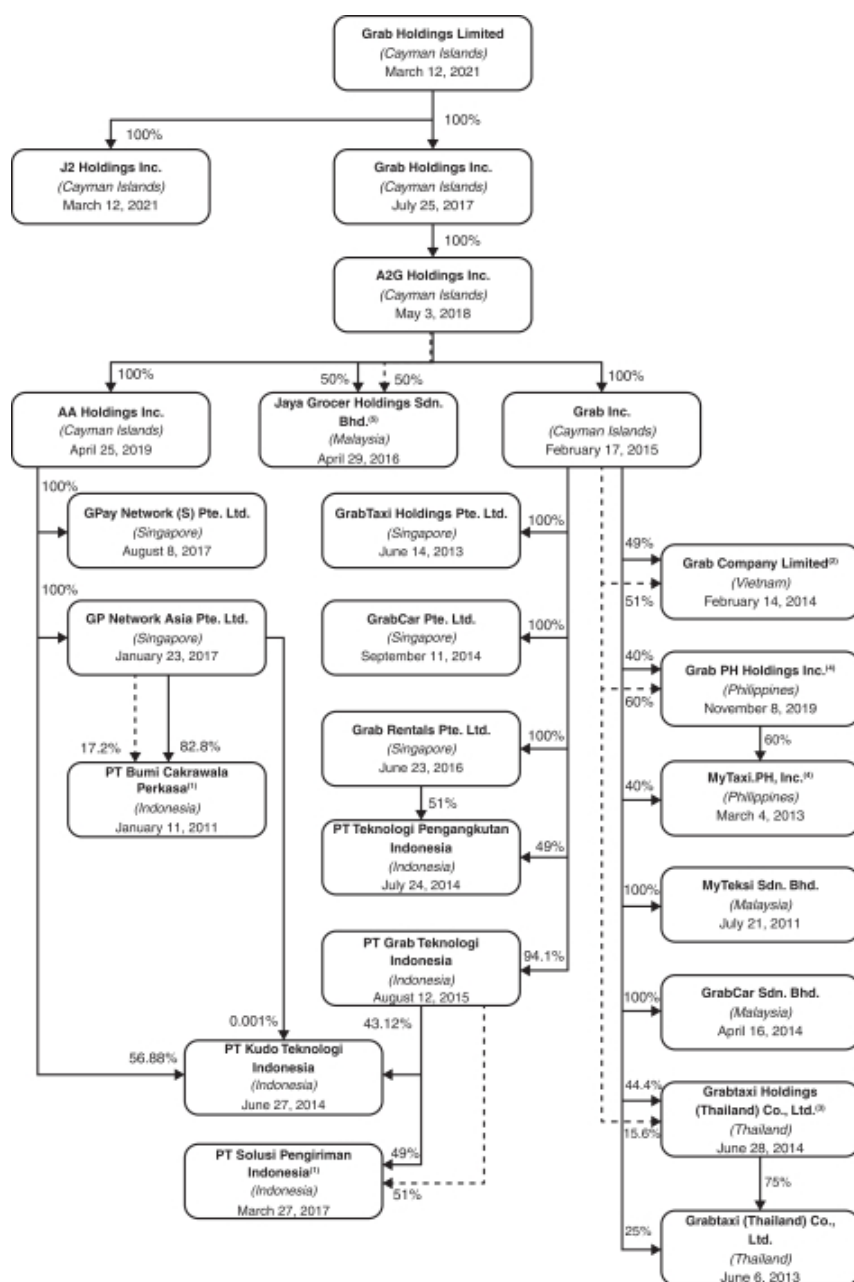 Grab Holdings Limited
(Cayman Islands)
March 12, 2021
100%
100%
J2 Holdings Inc.
(Cayman Islands)
March 12, 2021
Grab Holdings Inc.
(Cayman Islands)
July 25, 2017
100%
A2G Holdings Inc.
(Cayman Islands)
May 3, 2018
100%
50%
50%
100%
AA Holdings Inc.
(Cayman Islands)
April 25, 2019
Jaya Grocer Holdings Sdn.
Bhd.(5)
(Malaysia)
April 29, 2016
Grab Inc.
(Cayman Islands)
February 17, 2015
100%
GPay Network (S) Pte. Ltd.
(Singapore)
August 8, 2017
GrabTaxi Holdings Pte. Ltd.
(Singapore)
June 14, 2013
100%
49%
51%
Grab Company Limited(2)
(Vietnam)
February 14, 2014
100%
GP Network Asia Pte. Ltd.
(Singapore)
January 23, 2017
GrabCar Pte. Ltd.
(Singapore)
September 11, 2014
100%
40%
60%
Grab PH Holdings Inc.(4)
(Philippines)
November 8, 2019
60%
17.2%
82.8%
PT Bumi Cakrawala
Perkasa(1)
(Indonesia)
January 11, 2011
Grab Rentals Pte. Ltd.
(Singapore)
June 23, 2016
100%
51%
40%
MyTaxi.PH, Inc.(4)
(Philippines)
March 4, 2013
PT Teknologi Pengangkutan
Indonesia
(Indonesia)
July 24, 2014
49%
100%
MyTeksi Sdn. Bhd.
(Malaysia)
July 21, 2011
PT Grab Teknologi
Indonesia
(Indonesia)
August 12, 2015
94.1%
100%
GrabCar Sdn. Bhd.
(Malaysia)
April 16, 2014
0.001%
43.12%
56.88%
PT Kudo Teknologi
Indonesia
(Indonesia)
June 27, 2014
44.4%
15.6%
Grabtaxi Holdings
(Thailand) Co., Ltd.(3)
(Thailand)
June 28, 2014
75%
49%
51%
PT Solusi Pengiriman
Indonesia(1)
(Indonesia)
March 27, 2017
25%
Grabtaxi (Thailand) Co.,
Ltd.
(Thailand)
June 6, 2013